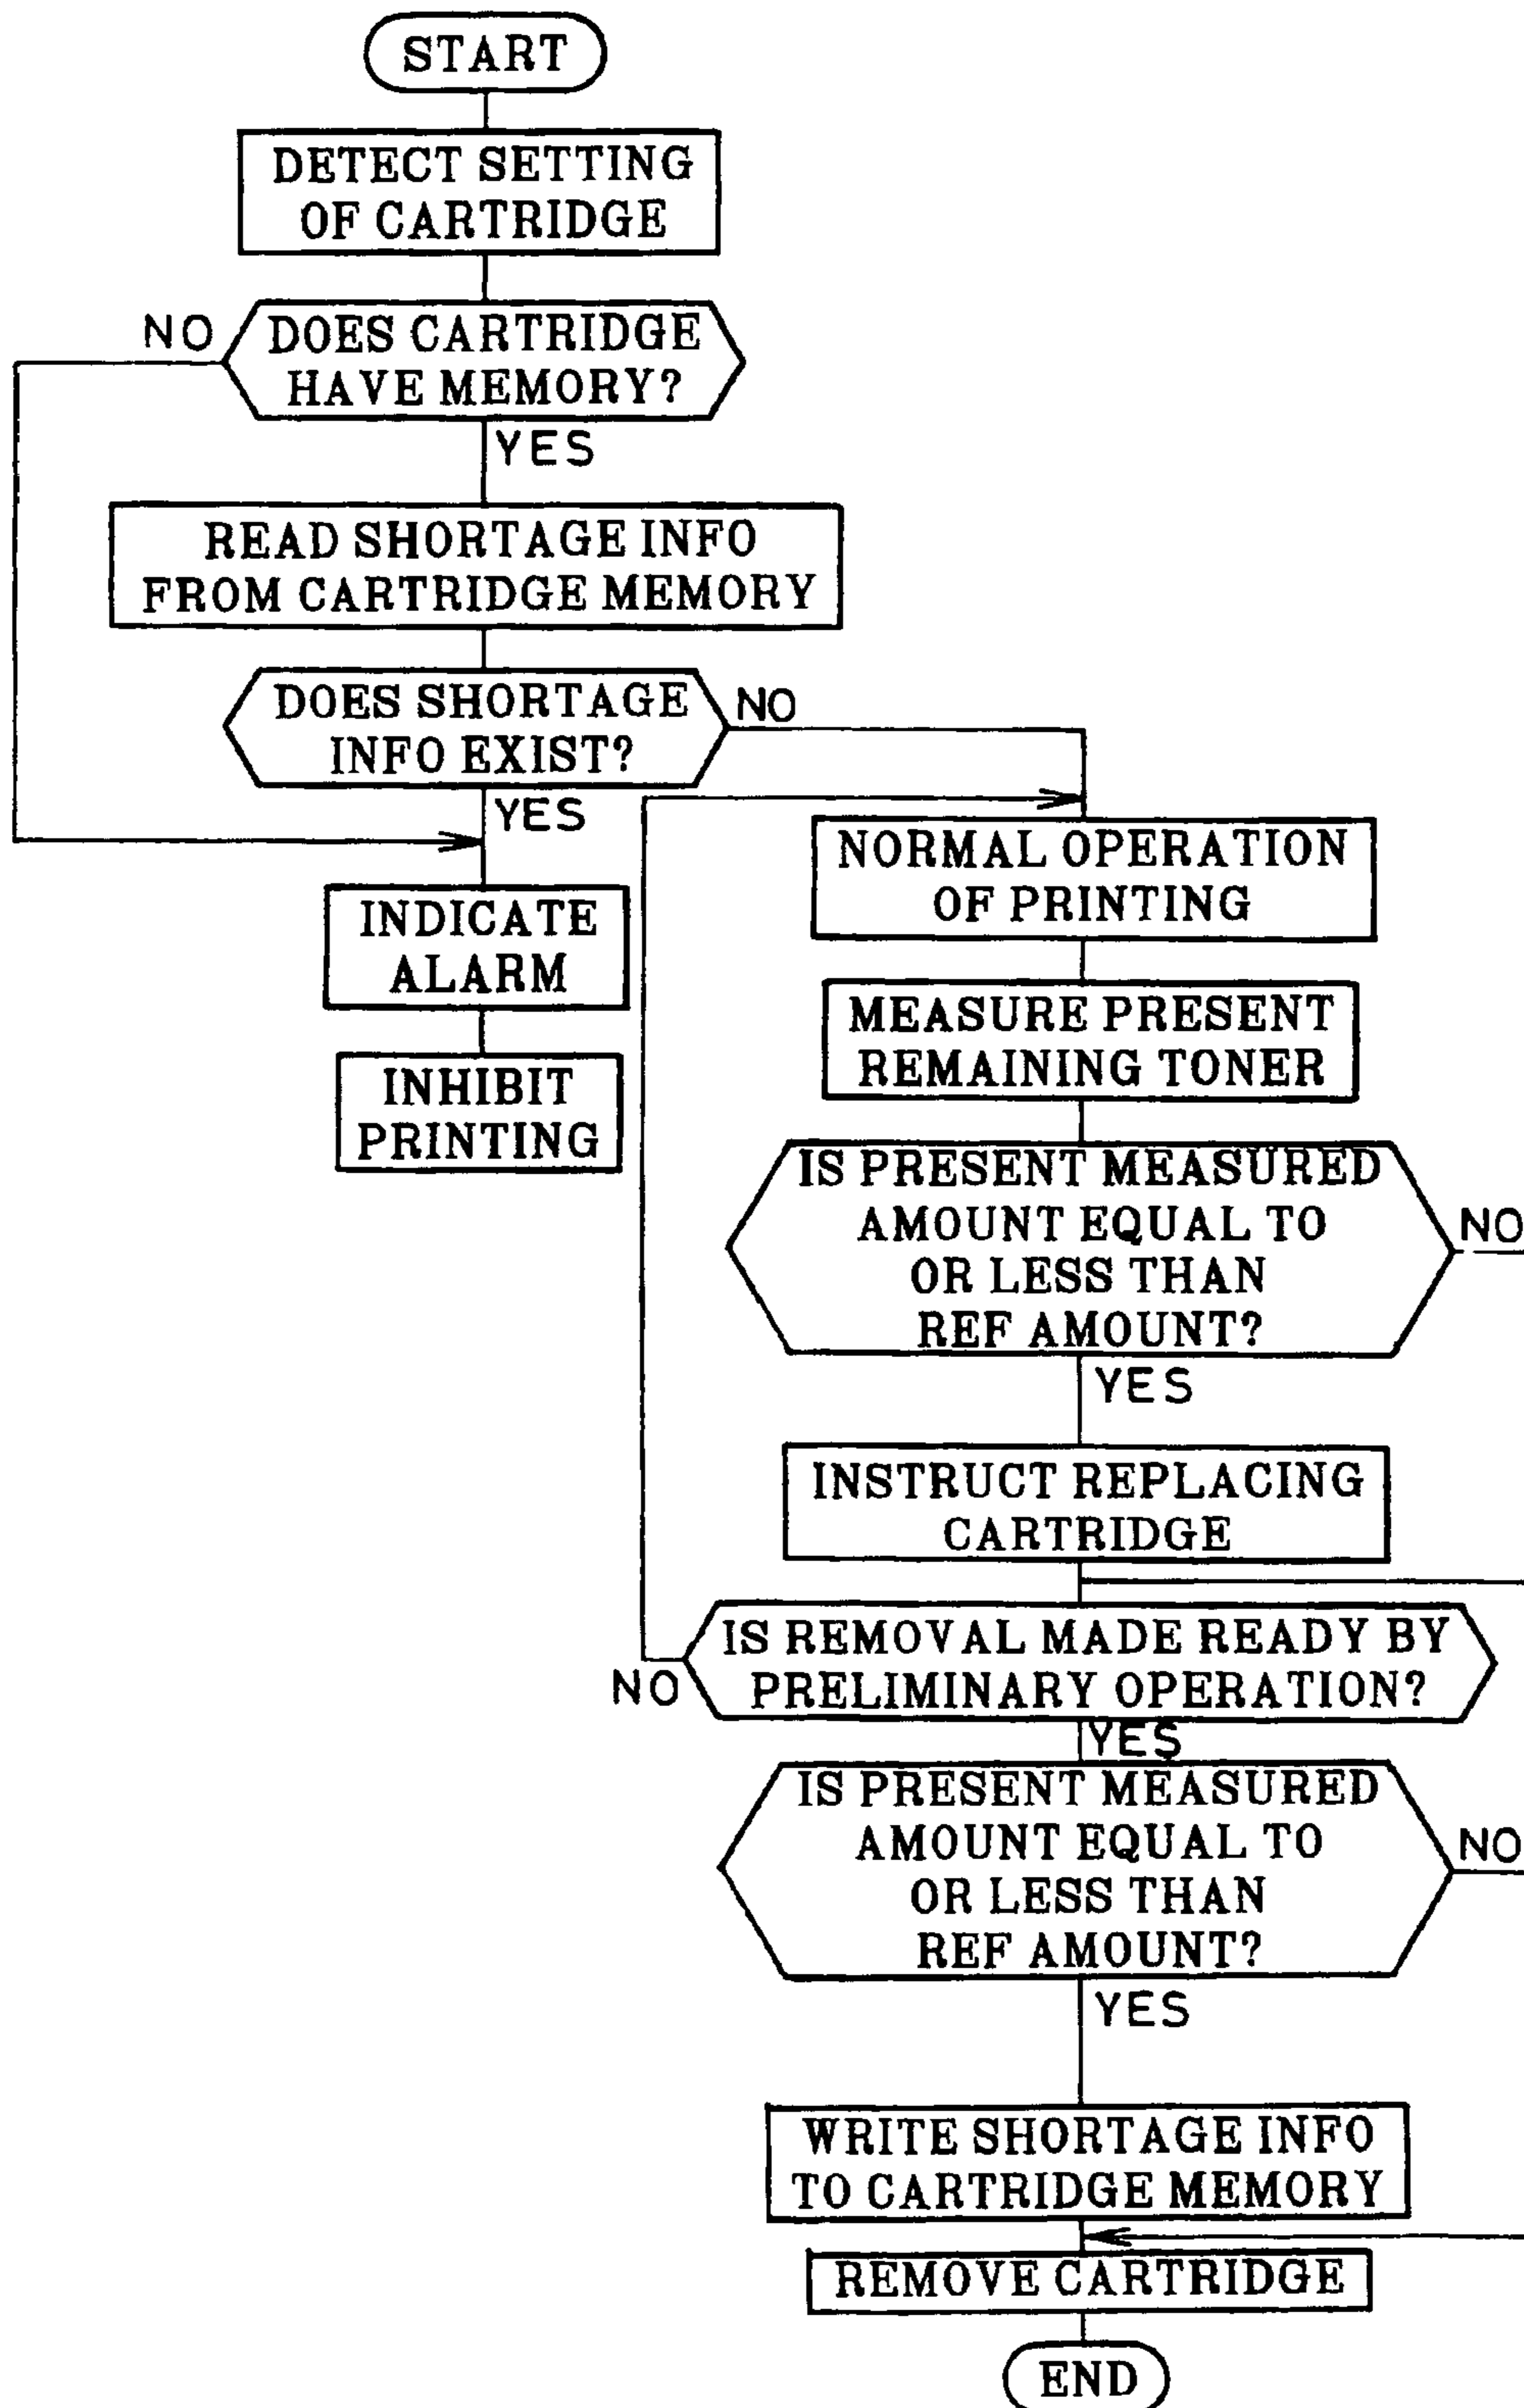 START
DETECT SETTING
OF CARTRIDGE
NO
DOES CARTRIDGE
HAVE MEMORY?
YES
READ SHORTAGE INFO
FROM CARTRIDGE MEMORY
DOES SHORTAGE
INFO EXIST?
NO
YES
INDICATE
ALARM
INHIBIT
PRINTING
NORMAL OPERATION
OF PRINTING
MEASURE PRESENT
REMAINING TONER
IS PRESENT MEASURED
AMOUNT EQUAL TO
OR LESS THAN
REF AMOUNT?
NO
YES
INSTRUCT REPLACING
CARTRIDGE
IS REMOVAL MADE READY BY
PRELIMINARY OPERATION?
NO
YES
IS PRESENT MEASURED
AMOUNT EQUAL TO
OR LESS THAN
REF AMOUNT?
NO
YES
WRITE SHORTAGE INFO
TO CARTRIDGE MEMORY
REMOVE CARTRIDGE
END